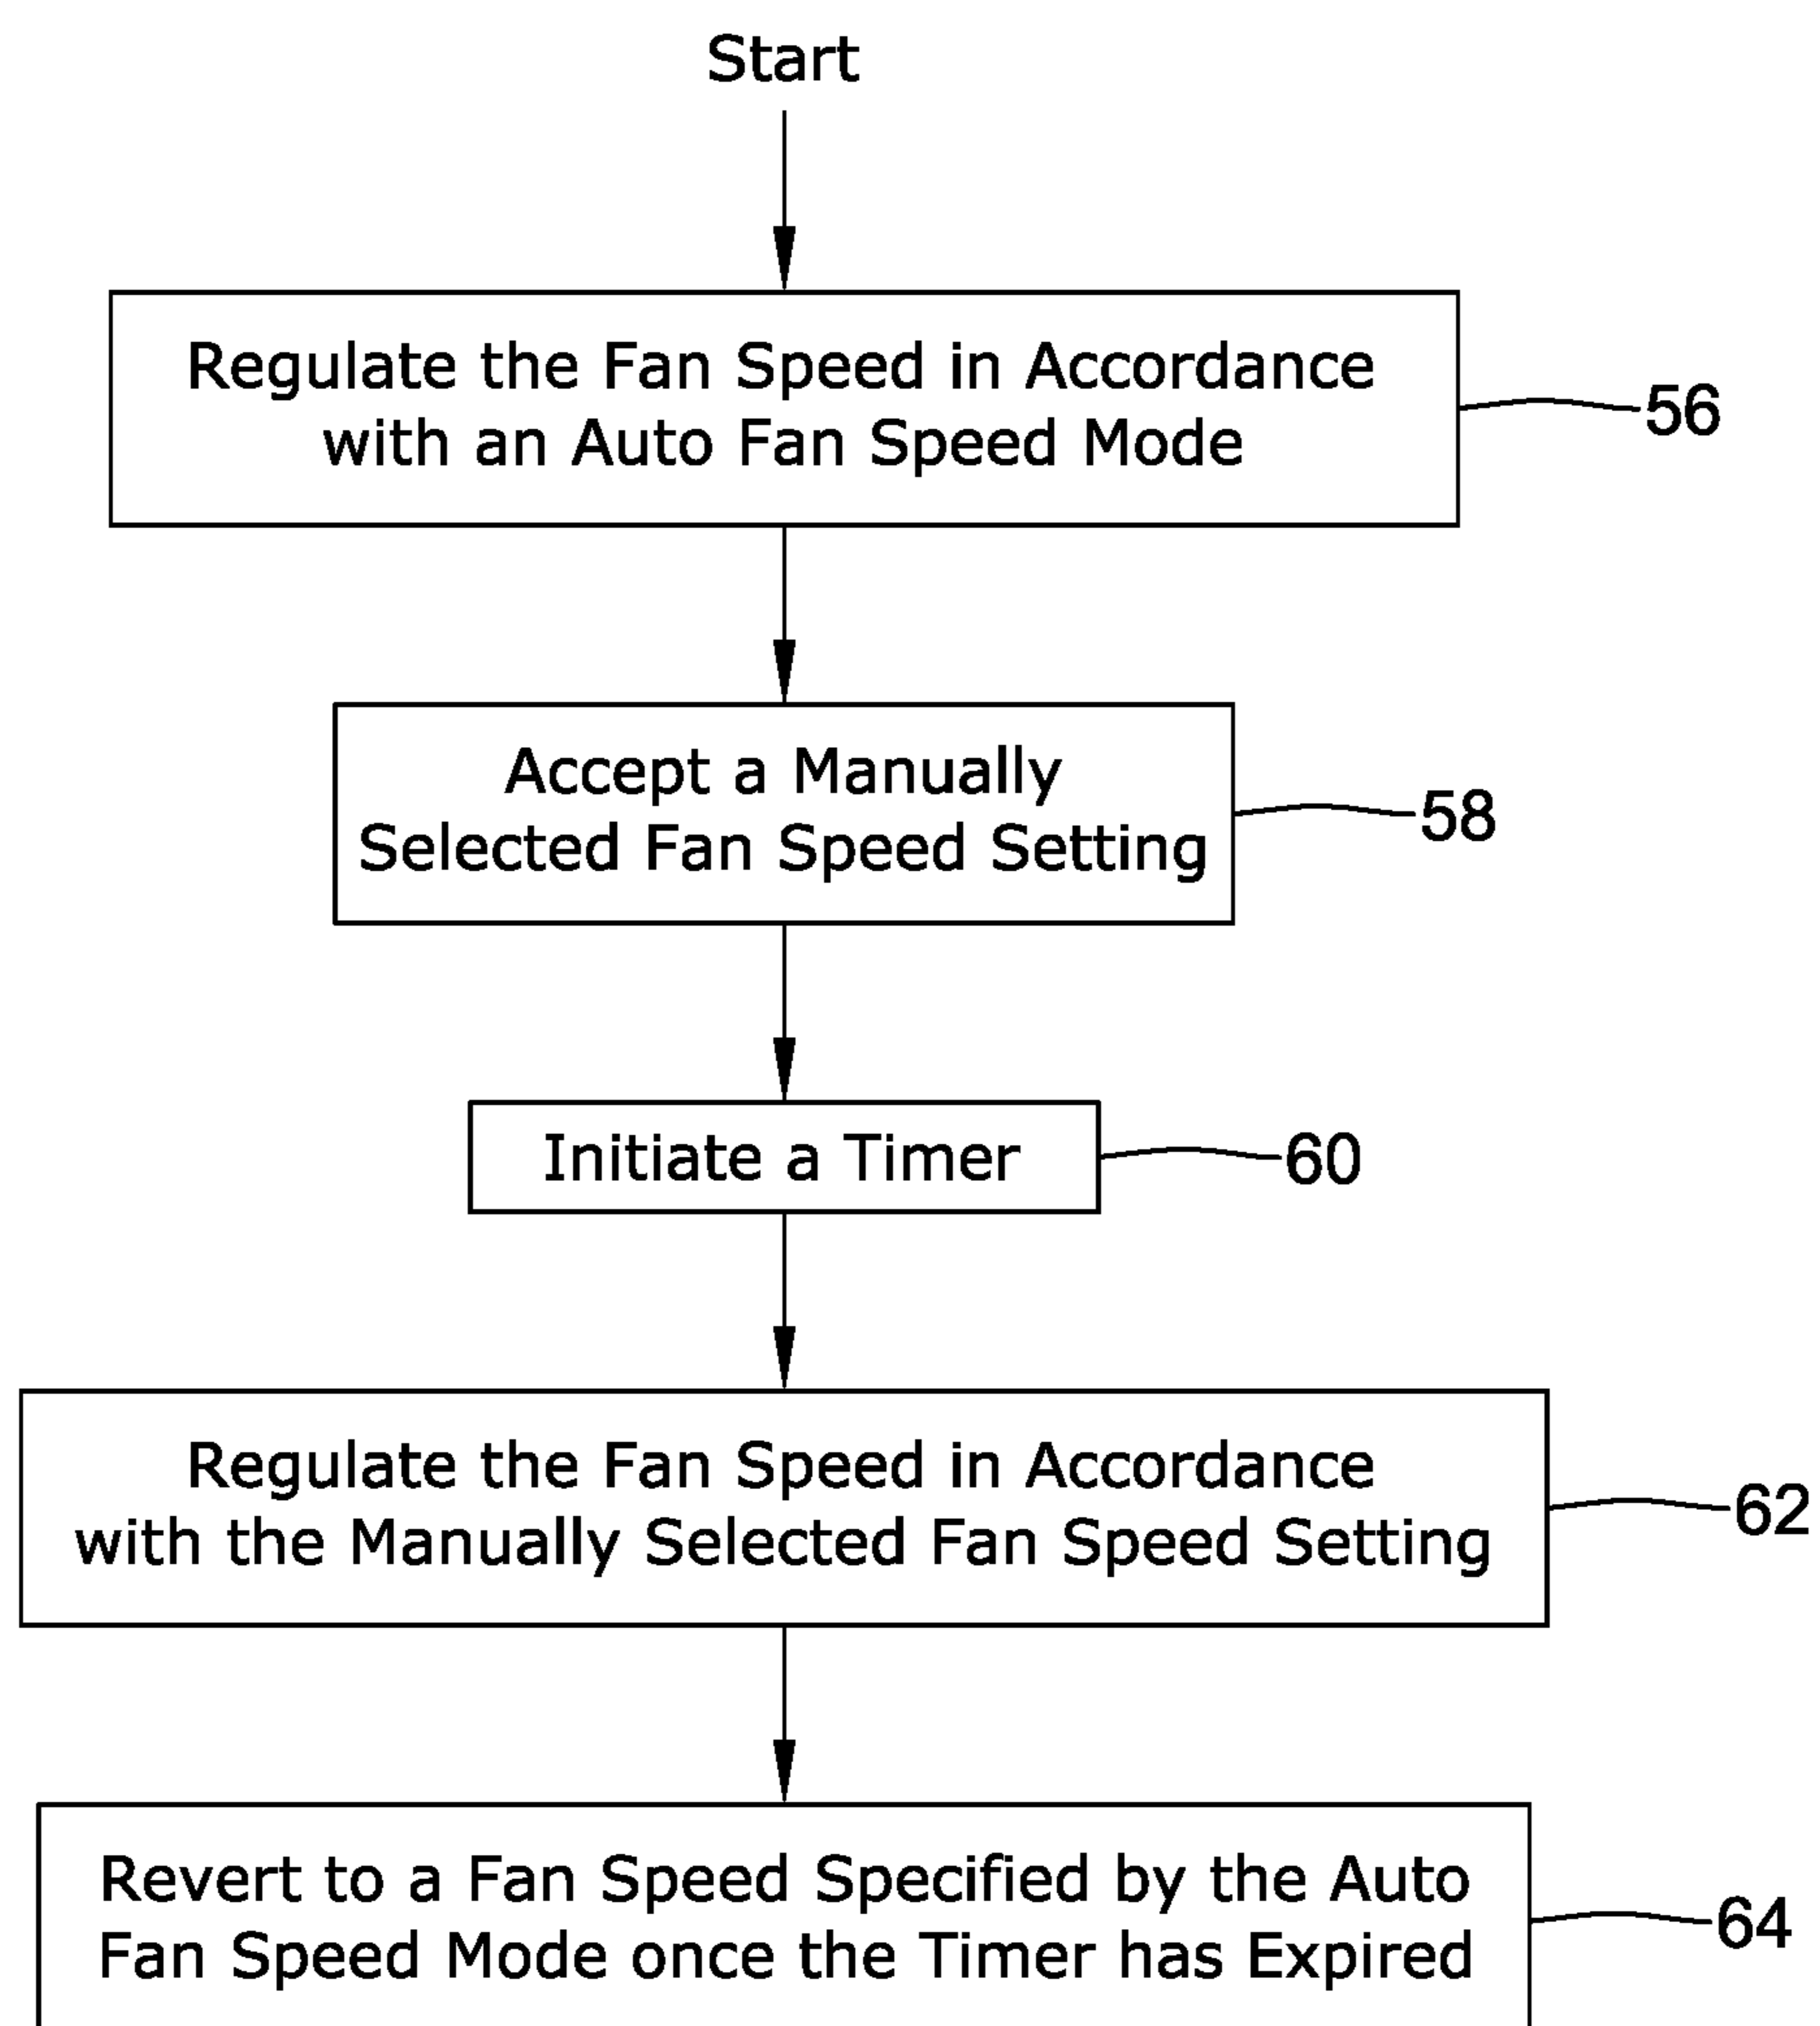 Start
Regulate the Fan Speed in Accordance
with an Auto Fan Speed Mode
56
Accept a Manually
Selected Fan Speed Setting
58
Initiate a Timer
60
Regulate the Fan Speed in Accordance
with the Manually Selected Fan Speed Setting
62
Revert to a Fan Speed Specified by the Auto
Fan Speed Mode once the Timer has Expired
64